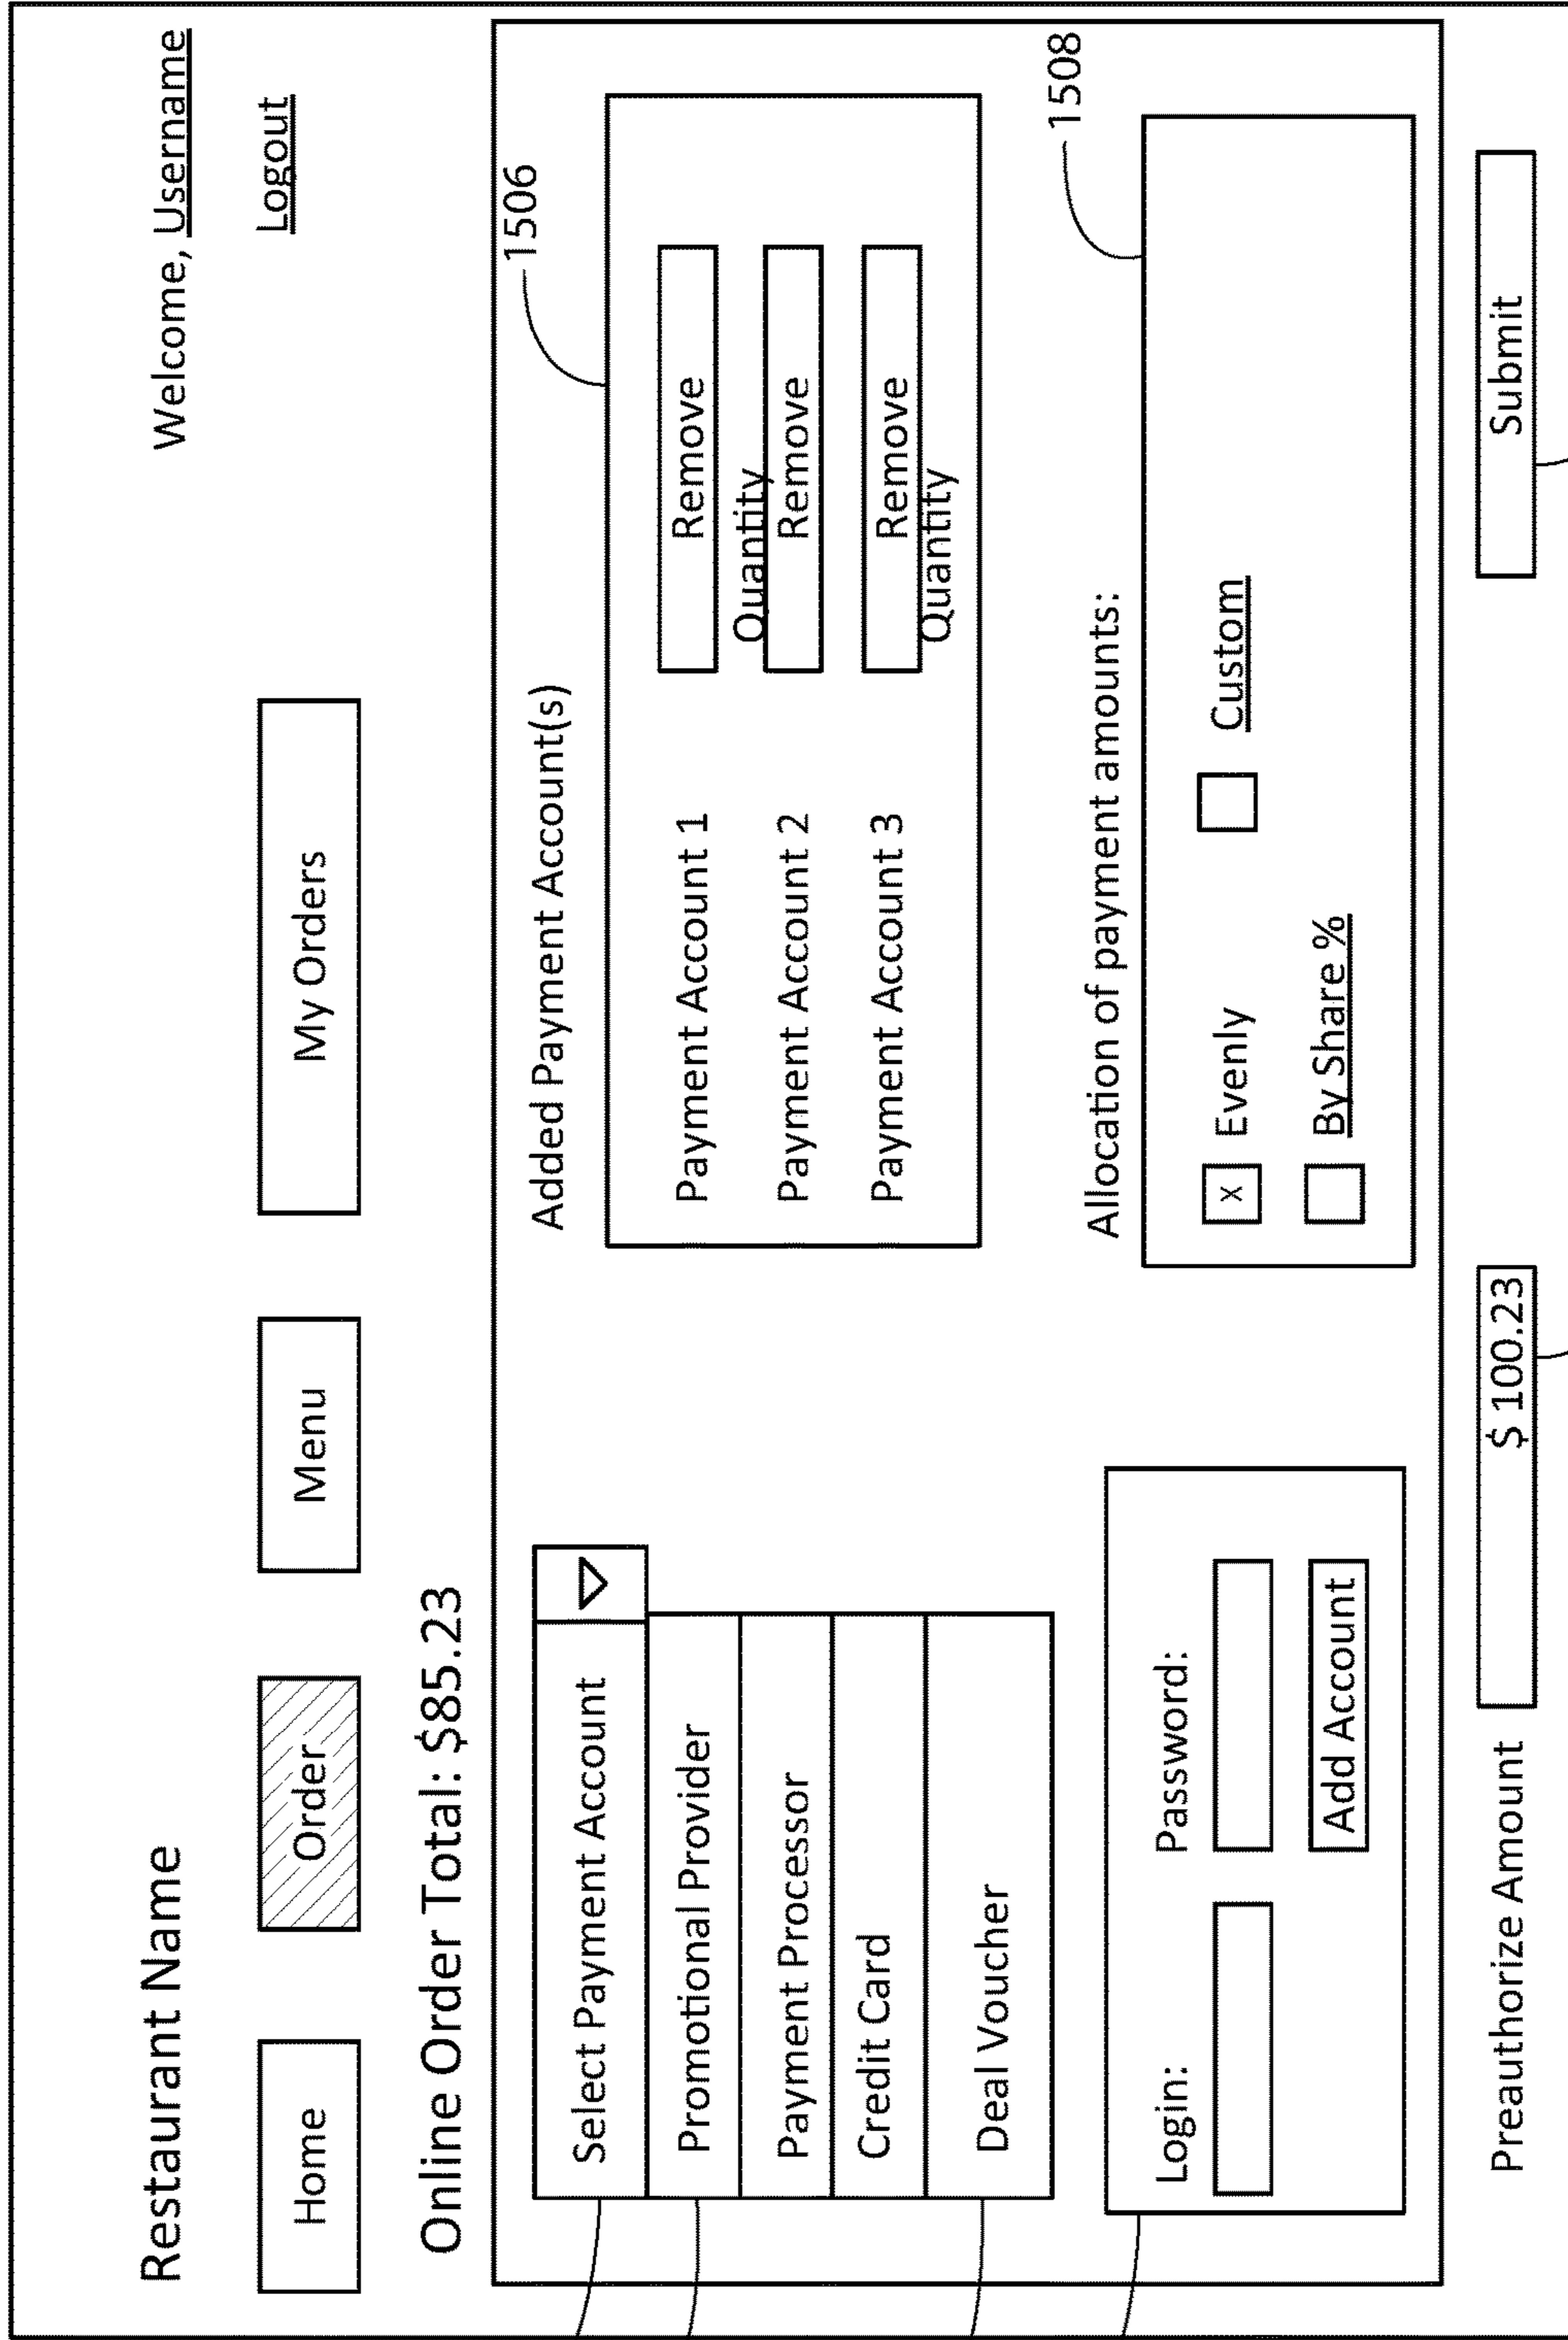 Restaurant Name
Welcome, Username
Home
Order
Menu
My Orders
Logout
Online Order Total: $85.23
Select Payment Account
Promotional Provider
Payment Processor
Credit Card
Deal Voucher
Login:
Password:
Add Account
Added Payment Account(s)
1506
Payment Account 1
Remove
Quantity
Payment Account 2
Remove
Payment Account 3
Remove
Quantity
Allocation of payment amounts:
1508
x Evenly
Custom
By Share %
Preauthorize Amount
$ 100.23
Submit